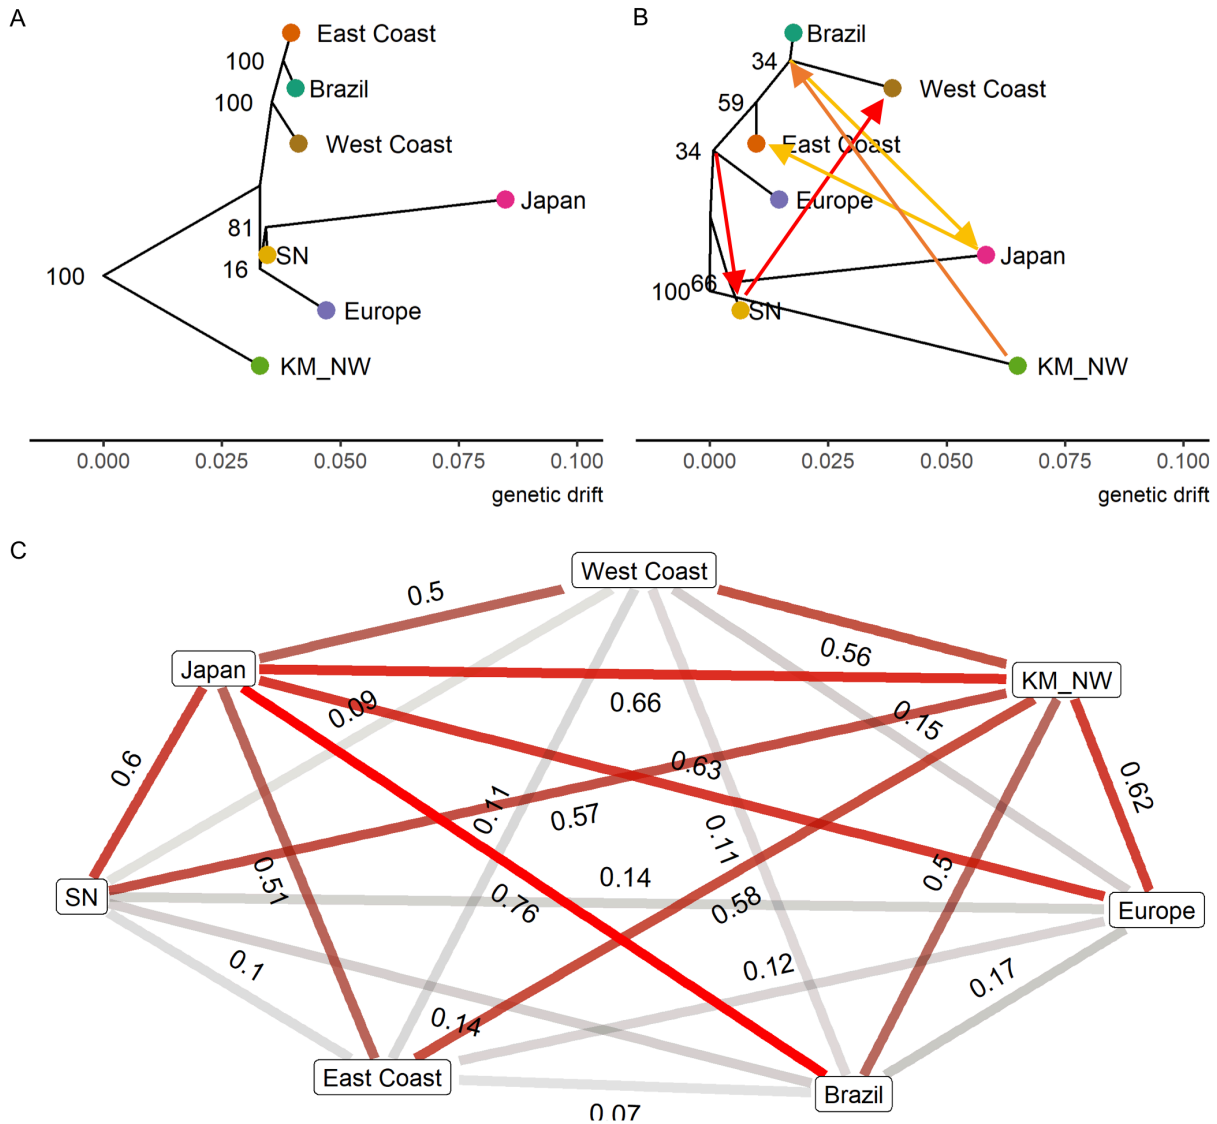 A
B
East Coast
Brazil
100
100
Brazil
34
West Coast
59
100
West Coast
East Coast
34
Japan
Europe
81
SN
Japan
16
100
66
100
Europe
SN
KM_NW
KM_NW
0.000 0.025 0.050 0.075 0.100
0.000 0.025 0.050 0.075 0.100
genetic drift
genetic drift
C
West Coast
0.5
0.56
Japan
KM_NW
0.09
0.66
0.15
0.6
0.63
0.62
0.11
0.57
0.11
0.51
0.14
0.5
SN
0.76
0.58
Europe
0.1
0.12
0.17
0.14
East Coast
Brazil
0.07